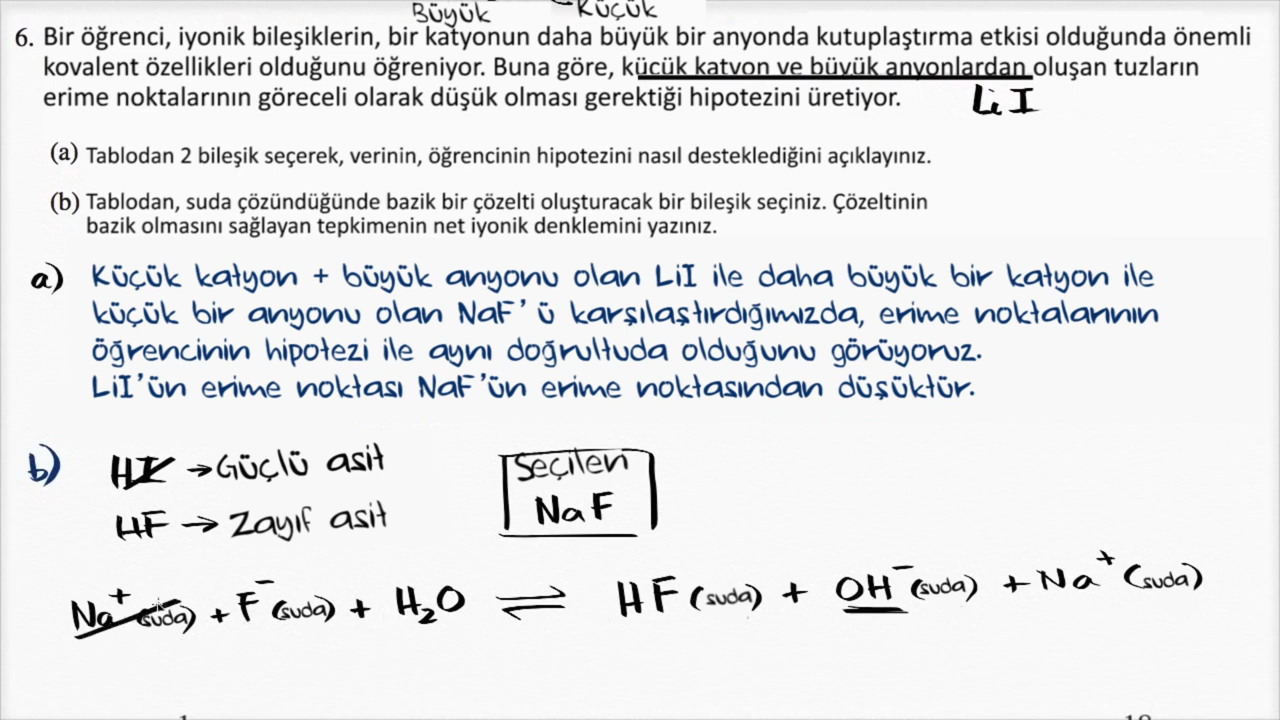 Büyük Küçük
6. Bir öğrenci, iyonik bileşiklerin, bir katyonun daha büyük bir anyonda kutuplaştırma etkisi olduğunda önemli
kovalent özellikleri olduğunu öğreniyor. Buna göre, küçük katyon ve büyük anyonlardan oluşan tuzların
erime noktalarının göreceli olarak düşük olması gerektiği hipotezini üretiyor.
LiI
(a) Tablodan 2 bileşik seçerek, verinin, öğrencinin hipotezini nasıl desteklediğini açıklayınız.
(b) Tablodan, suda çözündüğünde bazik bir çözelti oluşturacak bir bileşik seçiniz. Çözeltinin
bazik olmasını sağlayan tepkimenin net iyonik denklemini yazınız.
a) Küçük katyon + büyük anyonu olan LiI ile daha büyük bir katyon ile
küçük bir anyonu olan NaF'ü karşılaştırdığımızda, erime noktalarının
öğrencinin hipotezi ile aynı doğrultuda olduğunu görüyoruz.
LiI'ün erime noktası NaF'ün erime noktasından düşüktür.
b) HI → Güçlü asit
HF → Zayıf asit
Seçilen
NaF
Na⁺(suda) + F⁻(suda) + H₂O ⇌ HF(suda) + OH⁻(suda) + Na⁺(suda)